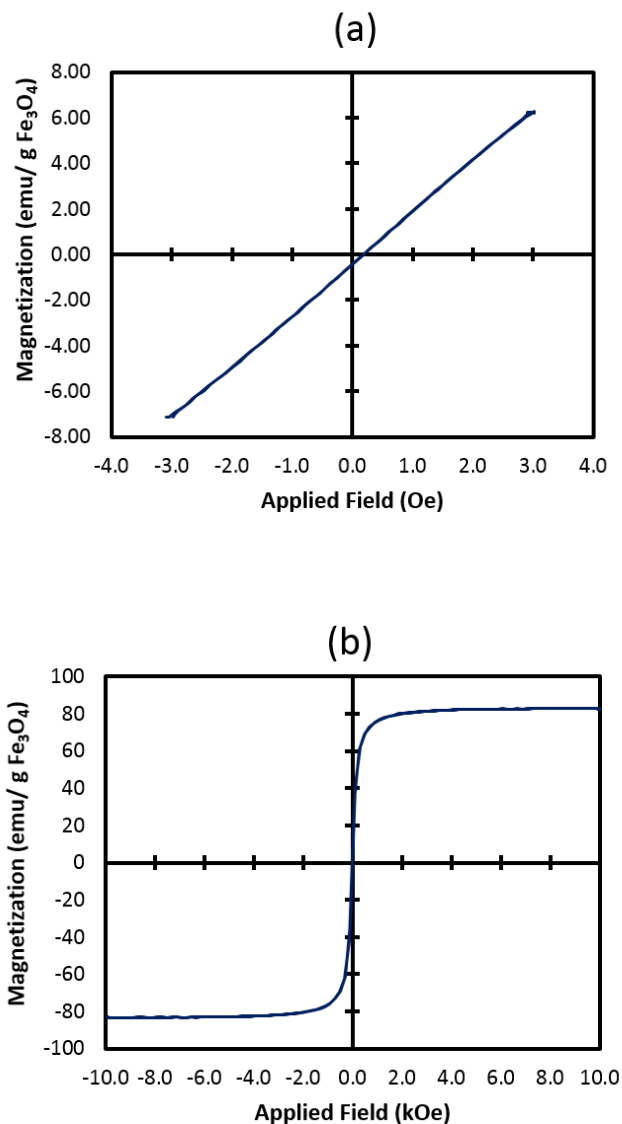 (a)
Magnetization (emu/ g Fe₃O₄)
8.00
6.00
4.00
2.00
0.00
-2.00
-4.00
-6.00
-8.00
-4.0 -3.0 -2.0 -1.0 0.0 1.0 2.0 3.0 4.0
Applied Field (Oe)
(b)
Magnetization (emu/ g Fe₃O₄)
100
80
60
40
20
0
-20
-40
-60
-80
-100
-10.0 -8.0 -6.0 -4.0 -2.0 0.0 2.0 4.0 6.0 8.0 10.0
Applied Field (kOe)